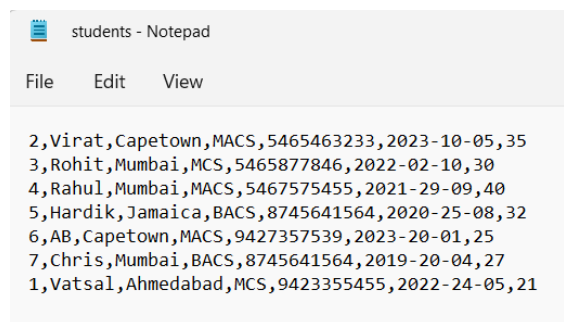 students - Notepad
File Edit View
2,Virat,Capetown,MACS,5465463233,2023-10-05,35
3,Rohit,Mumbai,MCS,5465877846,2022-02-10,30
4,Rahul,Mumbai,MACS,5467575455,2021-29-09,40
5,Hardik,Jamaica,BACS,8745641564,2020-25-08,32
6,AB,Capetown,MACS,9427357539,2023-20-01,25
7,Chris,Mumbai,BACS,8745641564,2019-20-04,27
1,Vatsal,Ahmedabad,MCS,9423355455,2022-24-05,21